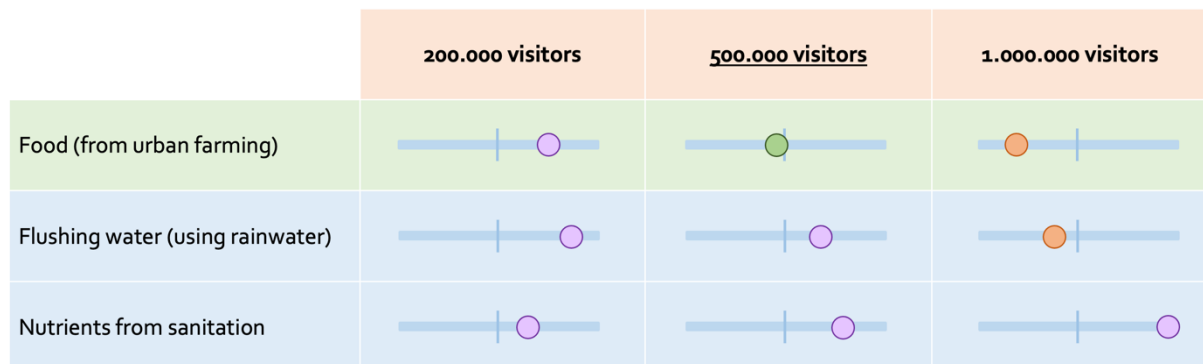 200.000 visitors
500.000 visitors
1.000.000 visitors
Food (from urban farming)
Flushing water (using rainwater)
Nutrients from sanitation